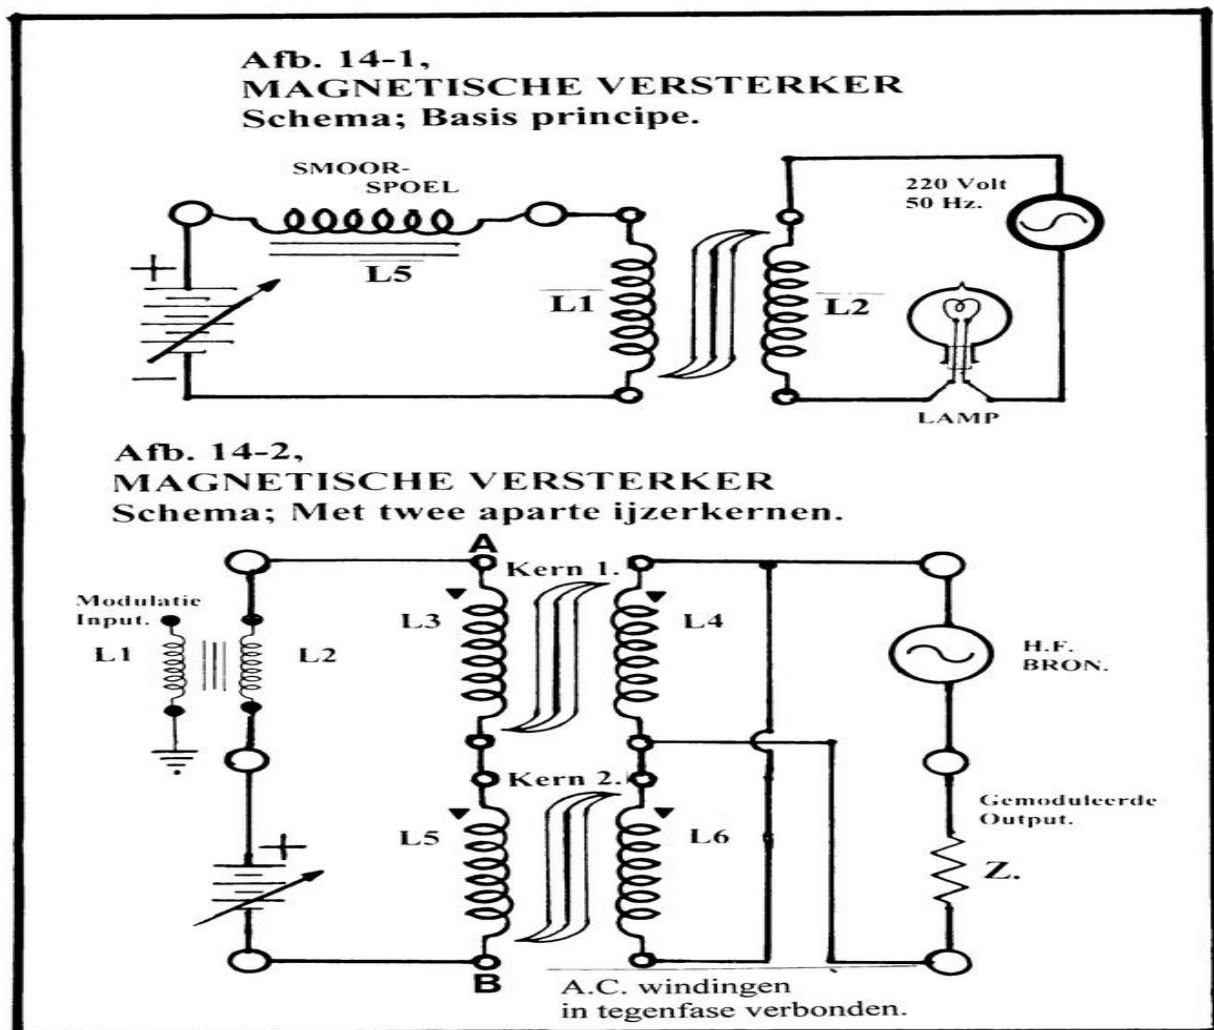 Afb. 14-1,
MAGNETISCHE VERSTERKER
Schema; Basis principe.
SMOOR-
SPOEL
220 Volt
50 Hz.
+
L5
L1
L2
−
LAMP
Afb. 14-2,
MAGNETISCHE VERSTERKER
Schema; Met twee aparte ijzerkernen.
A
Kern 1.
Modulatie
Input.
L1
L2
L3
L4
H.F.
BRON.
Kern 2.
Gemoduleerde
Output.
L5
L6
+
Z.
B
A.C. windingen
in tegenfase verbonden.